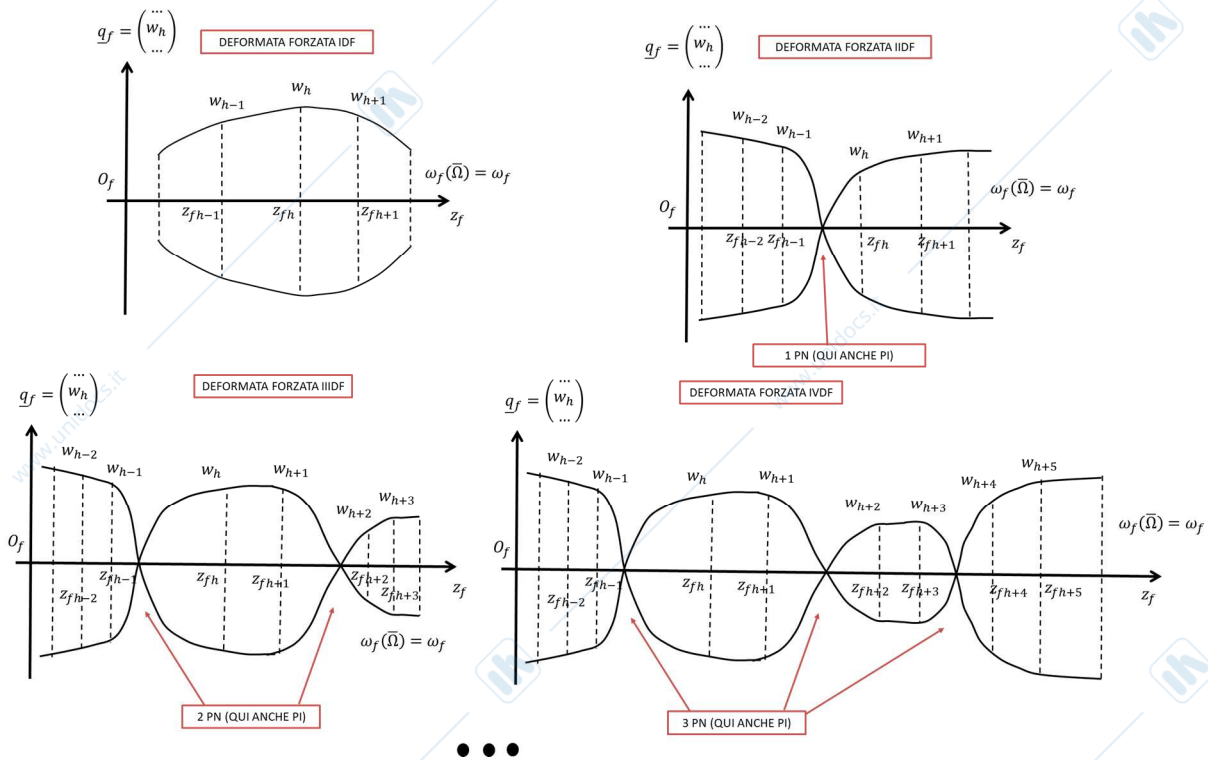 q_f = (... w_h ...)
DEFORMATA FORZATA IDF
w_{h−1}
w_h
w_{h+1}
O_f
ω_f(Ω̅) = ω_f
z_{fh−1}
z_{fh}
z_{fh+1}
z_f
q_f = (... w_h ...)
DEFORMATA FORZATA IIDF
w_{h−2}
w_{h−1}
w_h
w_{h+1}
O_f
ω_f(Ω̅) = ω_f
z_{fh−2}
z_{fh−1}
z_{fh}
z_{fh+1}
z_f
1 PN (QUI ANCHE PI)
q_f = (... w_h ...)
DEFORMATA FORZATA IIIDF
w_{h−2}
w_{h−1}
w_h
w_{h+1}
w_{h+2}
w_{h+3}
O_f
z_{fh−2}
z_{fh−1}
z_{fh}
z_{fh+1}
z_{fh+2}
z_{fh+3}
z_f
ω_f(Ω̅) = ω_f
2 PN (QUI ANCHE PI)
q_f = (... w_h ...)
DEFORMATA FORZATA IVDF
w_{h−2}
w_{h−1}
w_h
w_{h+1}
w_{h+2}
w_{h+3}
w_{h+4}
w_{h+5}
O_f
ω_f(Ω̅) = ω_f
z_{fh−2}
z_{fh−1}
z_{fh}
z_{fh+1}
z_{fh+2}
z_{fh+3}
z_{fh+4}
z_{fh+5}
z_f
3 PN (QUI ANCHE PI)
• • •
www.unidocs.it
www.unidocs.it